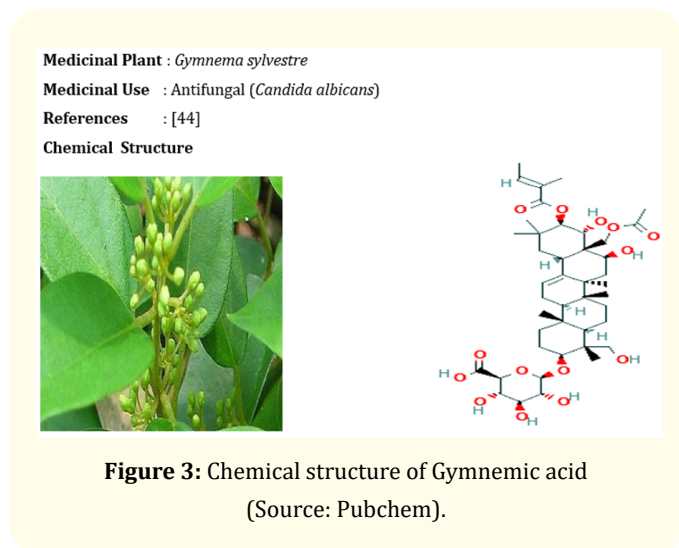 Medicinal Plant : Gymnema sylvestre
Medicinal Use : Antifungal (Candida albicans)
References : [44]
Chemical Structure
H
O
O
H
O
O
O
H
O
H
H
H
O
H
O
O
O
OH
O
H
O
H
O
H
O
H
Figure 3: Chemical structure of Gymnemic acid
(Source: Pubchem).